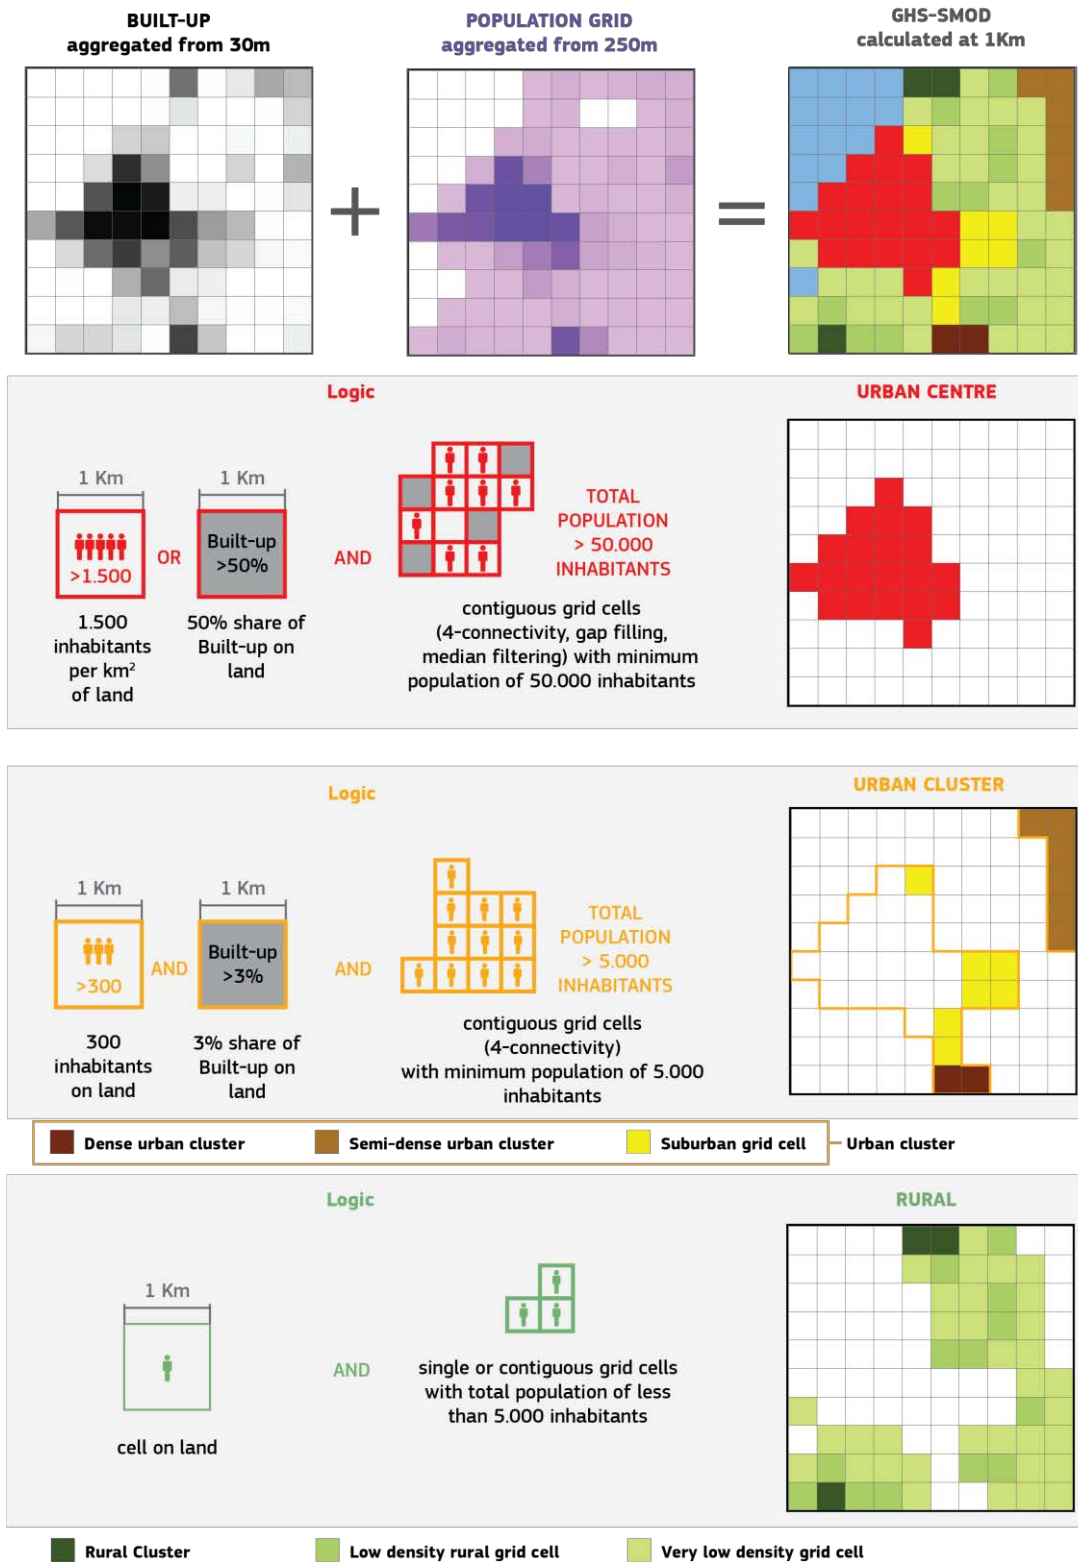 BUILT-UP
aggregated from 30m
POPULATION GRID
aggregated from 250m
GHS-SMOD
calculated at 1Km
Logic
URBAN CENTRE
1 Km
1 Km
>1.500
OR
Built-up
>50%
AND
TOTAL
POPULATION
> 50.000
INHABITANTS
1.500
inhabitants
per km²
of land
50% share of
Built-up on
land
contiguous grid cells
(4-connectivity, gap filling,
median filtering) with minimum
population of 50.000 inhabitants
Logic
URBAN CLUSTER
1 Km
1 Km
>300
AND
Built-up
>3%
AND
TOTAL
POPULATION
> 5.000
INHABITANTS
300
inhabitants
on land
3% share of
Built-up on
land
contiguous grid cells
(4-connectivity)
with minimum population of 5.000
inhabitants
Dense urban cluster
Semi-dense urban cluster
Suburban grid cell
Urban cluster
Logic
RURAL
1 Km
AND
cell on land
single or contiguous grid cells
with total population of less
than 5.000 inhabitants
Rural Cluster
Low density rural grid cell
Very low density grid cell